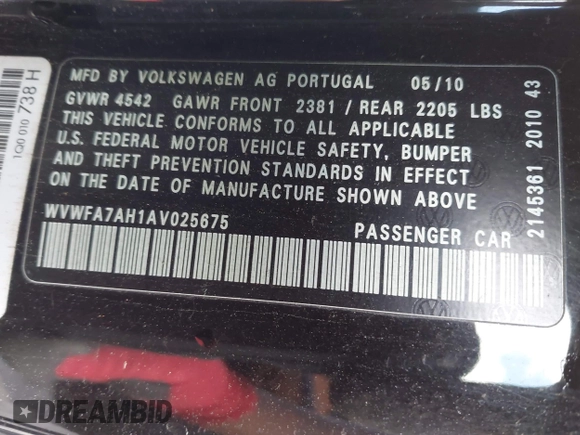 MFD BY VOLKSWAGEN AG PORTUGAL 05/10
GVWR 4542 GAWR FRONT 2381 / REAR 2205 LBS
THIS VEHICLE CONFORMS TO ALL APPLICABLE
U.S. FEDERAL MOTOR VEHICLE SAFETY, BUMPER
AND THEFT PREVENTION STANDARDS IN EFFECT
ON THE DATE OF MANUFACTURE SHOWN ABOVE
WVWFA7AH1AV025675 PASSENGER CAR
2145361 2010 43
1Q0 010 738 H
DREAMBID